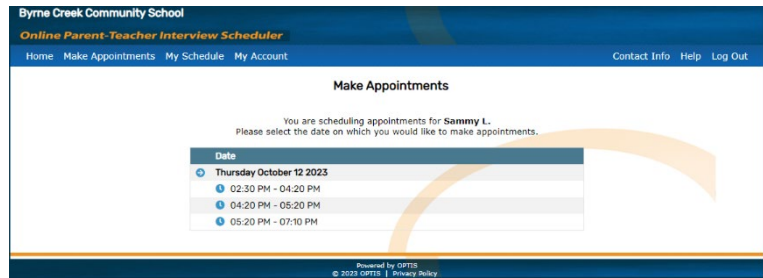 Byrne Creek Community School
Online Parent-Teacher Interview Scheduler
Home Make Appointments My Schedule My Account Contact Info Help Log Out
Make Appointments
You are scheduling appointments for Sammy L.
Please select the date on which you would like to make appointments.
Date
Thursday October 12 2023
02:30 PM - 04:20 PM
04:20 PM - 05:20 PM
05:20 PM - 07:10 PM
Powered by OPTIS
© 2023 OPTIS | Privacy Policy